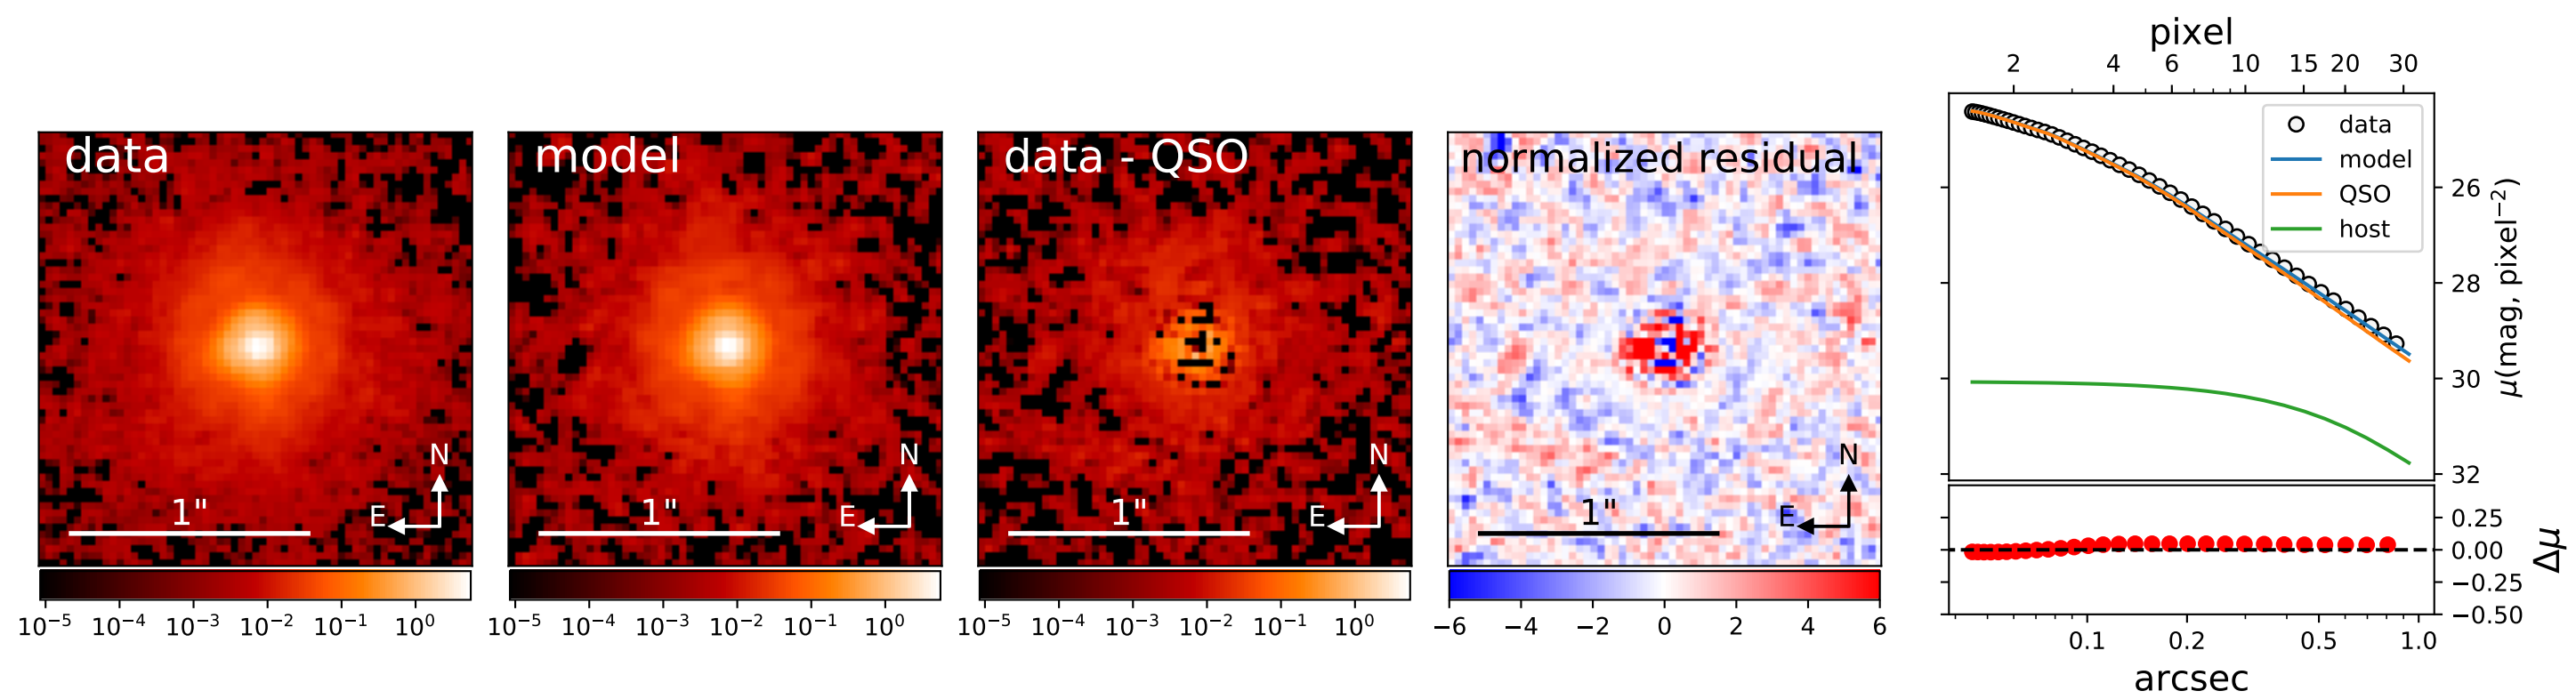 data
N
E
1"
10⁻⁵ 10⁻⁴ 10⁻³ 10⁻² 10⁻¹ 10⁰
model
N
E
1"
10⁻⁵ 10⁻⁴ 10⁻³ 10⁻² 10⁻¹ 10⁰
data - QSO
N
E
1"
10⁻⁵ 10⁻⁴ 10⁻³ 10⁻² 10⁻¹ 10⁰
normalized residual
N
E
1"
−6 −4 −2 0 2 4 6
pixel
2 4 6 10 15 20 30
data
model
QSO
host
26
28
30
32
μ(mag, pixel⁻²)
0.25
0.00
−0.25
−0.50
Δμ
0.1 0.2 0.5 1.0
arcsec